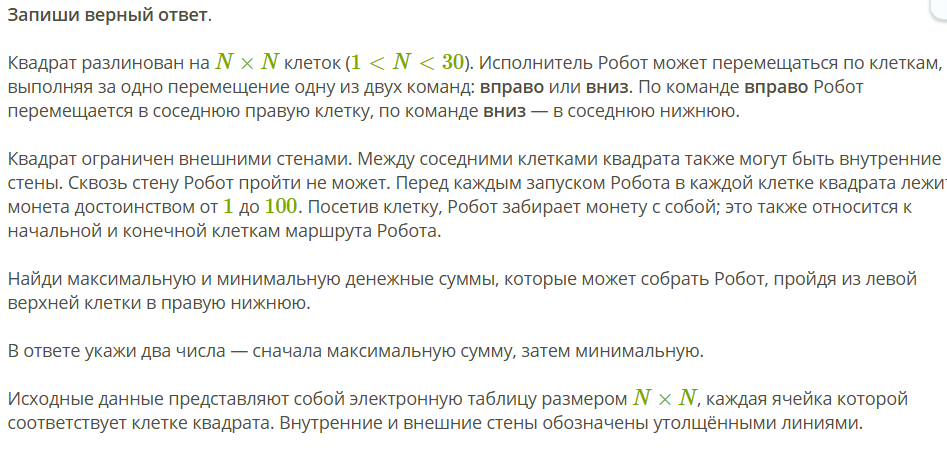 Запиши верный ответ.
Квадрат разлинован на N × N клеток (1 < N < 30). Исполнитель Робот может перемещаться по клеткам,
выполняя за одно перемещение одну из двух команд: вправо или вниз. По команде вправо Робот
перемещается в соседнюю правую клетку, по команде вниз — в соседнюю нижнюю.
Квадрат ограничен внешними стенами. Между соседними клетками квадрата также могут быть внутренние
стены. Сквозь стену Робот пройти не может. Перед каждым запуском Робота в каждой клетке квадрата лежит
монета достоинством от 1 до 100. Посетив клетку, Робот забирает монету с собой; это также относится к
начальной и конечной клеткам маршрута Робота.
Найди максимальную и минимальную денежные суммы, которые может собрать Робот, пройдя из левой
верхней клетки в правую нижнюю.
В ответе укажи два числа — сначала максимальную сумму, затем минимальную.
Исходные данные представляют собой электронную таблицу размером N × N, каждая ячейка которой
соответствует клетке квадрата. Внутренние и внешние стены обозначены утолщёнными линиями.